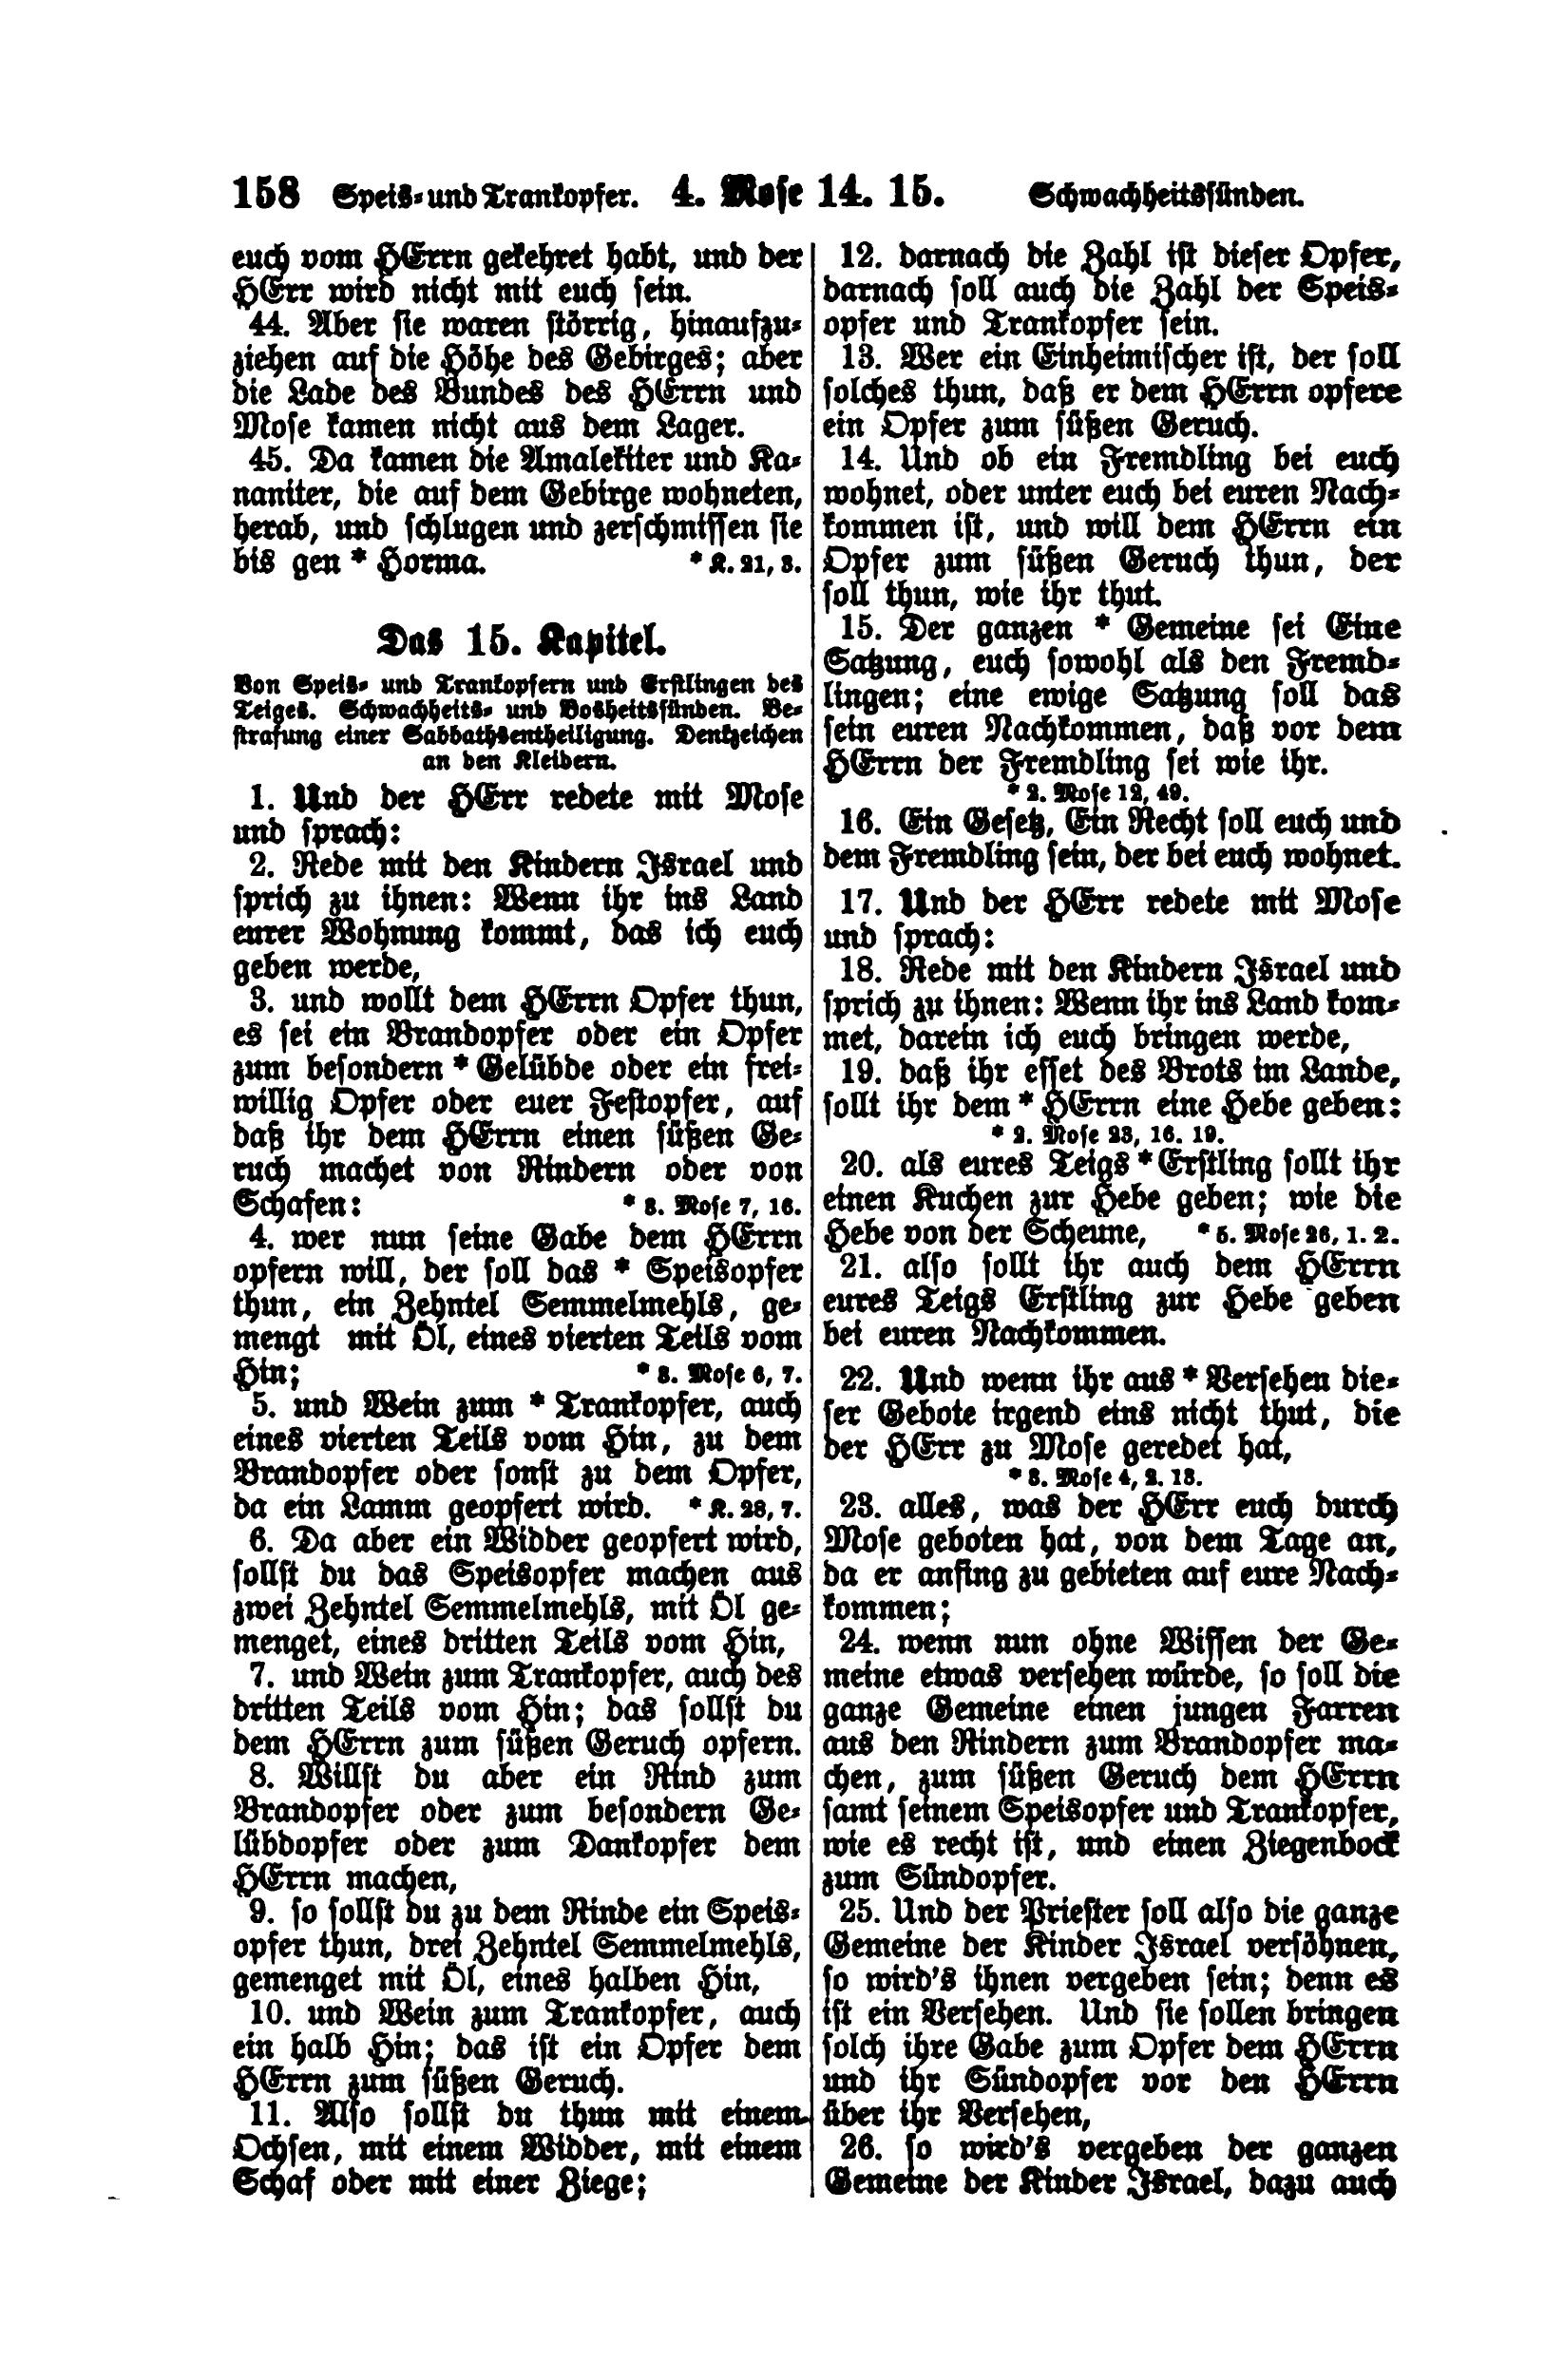 158 Speis- und Trankopfer. 4. Mose 14. 15. Schwachheitssünden.
euch vom HErrn gekehret habt, und der
HErr wird nicht mit euch sein.
44. Aber sie waren störrig, hinaufzu-
ziehen auf die Höhe des Gebirges; aber
die Lade des Bundes des HErrn und
Mose kamen nicht aus dem Lager.
45. Da kamen die Amalekiter und Ka-
naniter, die auf dem Gebirge wohneten,
herab, und schlugen und zerschmissen sie
bis gen * Horma. * K. 21, 3.
Das 15. Kapitel.
Von Speis- und Trankopfern und Erstlingen des
Teiges. Schwachheits- und Bosheitssünden. Be-
strafung einer Sabbathsentheiligung. Denkzeichen
an den Kleidern.
1. Und der HErr redete mit Mose
und sprach:
2. Rede mit den Kindern Israel und
sprich zu ihnen: Wenn ihr ins Land
eurer Wohnung kommt, das ich euch
geben werde,
3. und wollt dem HErrn Opfer thun,
es sei ein Brandopfer oder ein Opfer
zum besondern * Gelübde oder ein frei-
willig Opfer oder euer Festopfer, auf
daß ihr dem HErrn einen süßen Ge-
ruch machet von Rindern oder von
Schafen: * 3. Mose 7, 16.
4. wer nun seine Gabe dem HErrn
opfern will, der soll das * Speisopfer
thun, ein Zehntel Semmelmehls, ge-
mengt mit Öl, eines vierten Teils vom
Hin; * 3. Mose 6, 7.
5. und Wein zum * Trankopfer, auch
eines vierten Teils vom Hin, zu dem
Brandopfer oder sonst zu dem Opfer,
da ein Lamm geopfert wird. * K. 28, 7.
6. Da aber ein Widder geopfert wird,
sollst du das Speisopfer machen aus
zwei Zehntel Semmelmehls, mit Öl ge-
menget, eines dritten Teils vom Hin,
7. und Wein zum Trankopfer, auch des
dritten Teils vom Hin; das sollst du
dem HErrn zum süßen Geruch opfern.
8. Willst du aber ein Rind zum
Brandopfer oder zum besondern Ge-
lübdopfer oder zum Dankopfer dem
HErrn machen,
9. so sollst du zu dem Rinde ein Speis-
opfer thun, drei Zehntel Semmelmehls,
gemenget mit Öl, eines halben Hin,
10. und Wein zum Trankopfer, auch
ein halb Hin; das ist ein Opfer dem
HErrn zum süßen Geruch.
11. Also sollst du thun mit einem
Ochsen, mit einem Widder, mit einem
Schaf oder mit einer Ziege;
12. darnach die Zahl ist dieser Opfer,
darnach soll auch die Zahl der Speis-
opfer und Trankopfer sein.
13. Wer ein Einheimischer ist, der soll
solches thun, daß er dem HErrn opfere
ein Opfer zum süßen Geruch.
14. Und ob ein Fremdling bei euch
wohnet, oder unter euch bei euren Nach-
kommen ist, und will dem HErrn ein
Opfer zum süßen Geruch thun, der
soll thun, wie ihr thut.
15. Der ganzen * Gemeine sei Eine
Satzung, euch sowohl als den Fremd-
lingen; eine ewige Satzung soll das
sein euren Nachkommen, daß vor dem
HErrn der Fremdling sei wie ihr.
* 2. Mose 12, 49.
16. Ein Gesetz, Ein Recht soll euch und
dem Fremdling sein, der bei euch wohnet.
17. Und der HErr redete mit Mose
und sprach:
18. Rede mit den Kindern Israel und
sprich zu ihnen: Wenn ihr ins Land kom-
met, darein ich euch bringen werde,
19. daß ihr esset des Brots im Lande,
sollt ihr dem * HErrn eine Hebe geben:
* 2. Mose 23, 16. 19.
20. als eures Teigs * Erstling sollt ihr
einen Kuchen zur Hebe geben; wie die
Hebe von der Scheune, * 5. Mose 26, 1. 2.
21. also sollt ihr auch dem HErrn
eures Teigs Erstling zur Hebe geben
bei euren Nachkommen.
22. Und wenn ihr aus * Versehen die-
ser Gebote irgend eins nicht thut, die
der HErr zu Mose geredet hat,
* 3. Mose 4, 2. 13.
23. alles, was der HErr euch durch
Mose geboten hat, von dem Tage an,
da er anfing zu gebieten auf eure Nach-
kommen;
24. wenn nun ohne Wissen der Ge-
meine etwas versehen würde, so soll die
ganze Gemeine einen jungen Farren
aus den Rindern zum Brandopfer ma-
chen, zum süßen Geruch dem HErrn
samt seinem Speisopfer und Trankopfer,
wie es recht ist, und einen Ziegenbock
zum Sündopfer.
25. Und der Priester soll also die ganze
Gemeine der Kinder Israel versöhnen,
so wird's ihnen vergeben sein; denn es
ist ein Versehen. Und sie sollen bringen
solch ihre Gabe zum Opfer dem HErrn
und ihr Sündopfer vor den HErrn
über ihr Versehen,
26. so wird's vergeben der ganzen
Gemeine der Kinder Israel, dazu auch